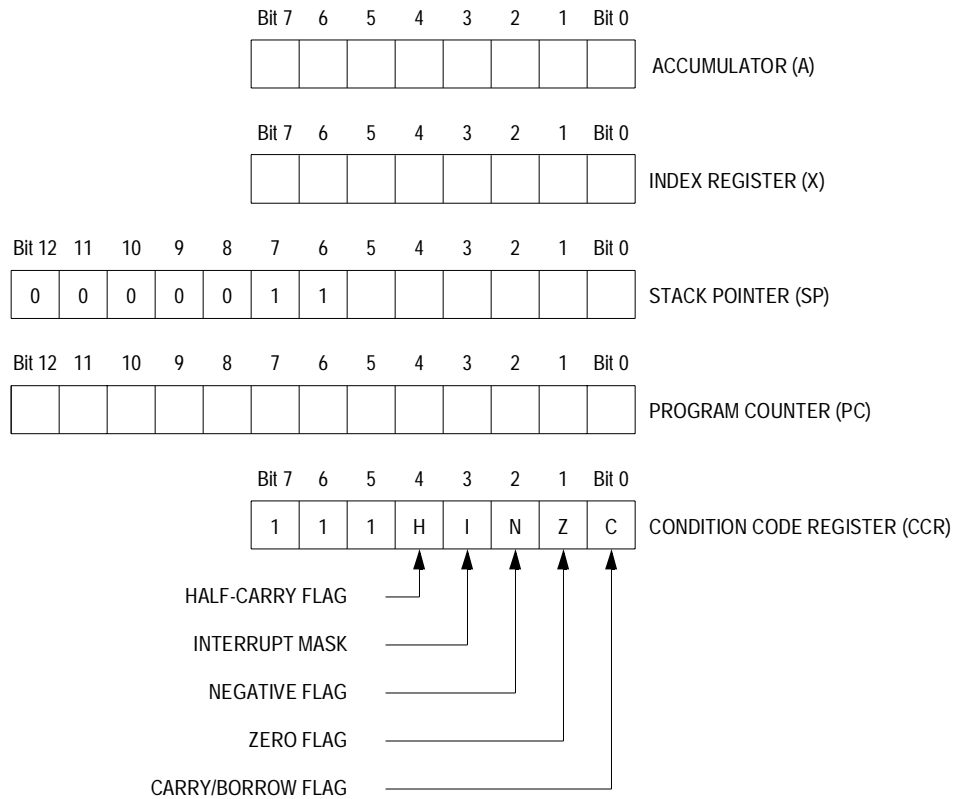 Bit 7 6 5 4 3 2 1 Bit 0
ACCUMULATOR (A)
Bit 7 6 5 4 3 2 1 Bit 0
INDEX REGISTER (X)
Bit 12 11 10 9 8 7 6 5 4 3 2 1 Bit 0
0 0 0 0 0 1 1 STACK POINTER (SP)
Bit 12 11 10 9 8 7 6 5 4 3 2 1 Bit 0
PROGRAM COUNTER (PC)
Bit 7 6 5 4 3 2 1 Bit 0
1 1 1 H I N Z C CONDITION CODE REGISTER (CCR)
HALF-CARRY FLAG
INTERRUPT MASK
NEGATIVE FLAG
ZERO FLAG
CARRY/BORROW FLAG